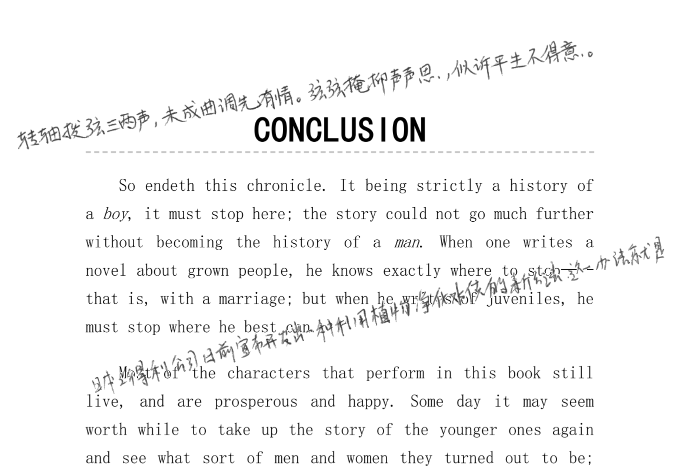 转轴拨弦三两声，未成曲调先有情。弦弦掩抑声声思，似诉平生不得意。
CONCLUSION
So endeth this chronicle. It being strictly a history of
a boy, it must stop here; the story could not go much further
without becoming the history of a man. When one writes a
novel about grown people, he knows exactly where to stop——
that is, with a marriage; but when he writes of juveniles, he
must stop where he best can.
日本三得利公司日前宣布开发出一种利用植物净化水体的新办法 这一办法就是
Most of the characters that perform in this book still
live, and are prosperous and happy. Some day it may seem
worth while to take up the story of the younger ones again
and see what sort of men and women they turned out to be;